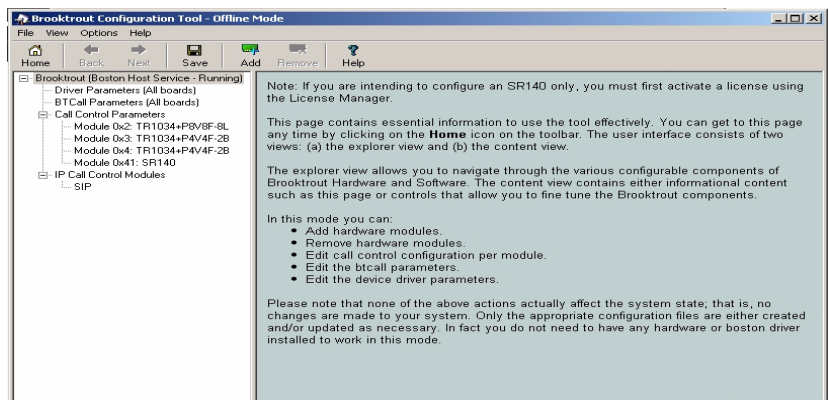 Brooktrout Configuration Tool - Offline Mode
File View Options Help
Home Back Next Save Add Remove Help
Brooktrout (Boston Host Service - Running)
Driver Parameters (All boards)
BTCall Parameters (All boards)
Call Control Parameters
Module 0x2: TR1034+P8V8F-8L
Module 0x3: TR1034+P4V4F-2B
Module 0x4: TR1034+P4V4F-2B
Module 0x41: SR140
IP Call Control Modules
SIP
Note: If you are intending to configure an SR140 only, you must first activate a license using
the License Manager.
This page contains essential information to use the tool effectively. You can get to this page
any time by clicking on the Home icon on the toolbar. The user interface consists of two
views: (a) the explorer view and (b) the content view.
The explorer view allows you to navigate through the various configurable components of
Brooktrout Hardware and Software. The content view contains either informational content
such as this page or controls that allow you to fine tune the Brooktrout components.
In this mode you can:
• Add hardware modules.
• Remove hardware modules.
• Edit call control configuration per module.
• Edit the btcall parameters.
• Edit the device driver parameters.
Please note that none of the above actions actually affect the system state; that is, no
changes are made to your system. Only the appropriate configuration files are either created
and/or updated as necessary. In fact you do not need to have any hardware or boston driver
installed to work in this mode.